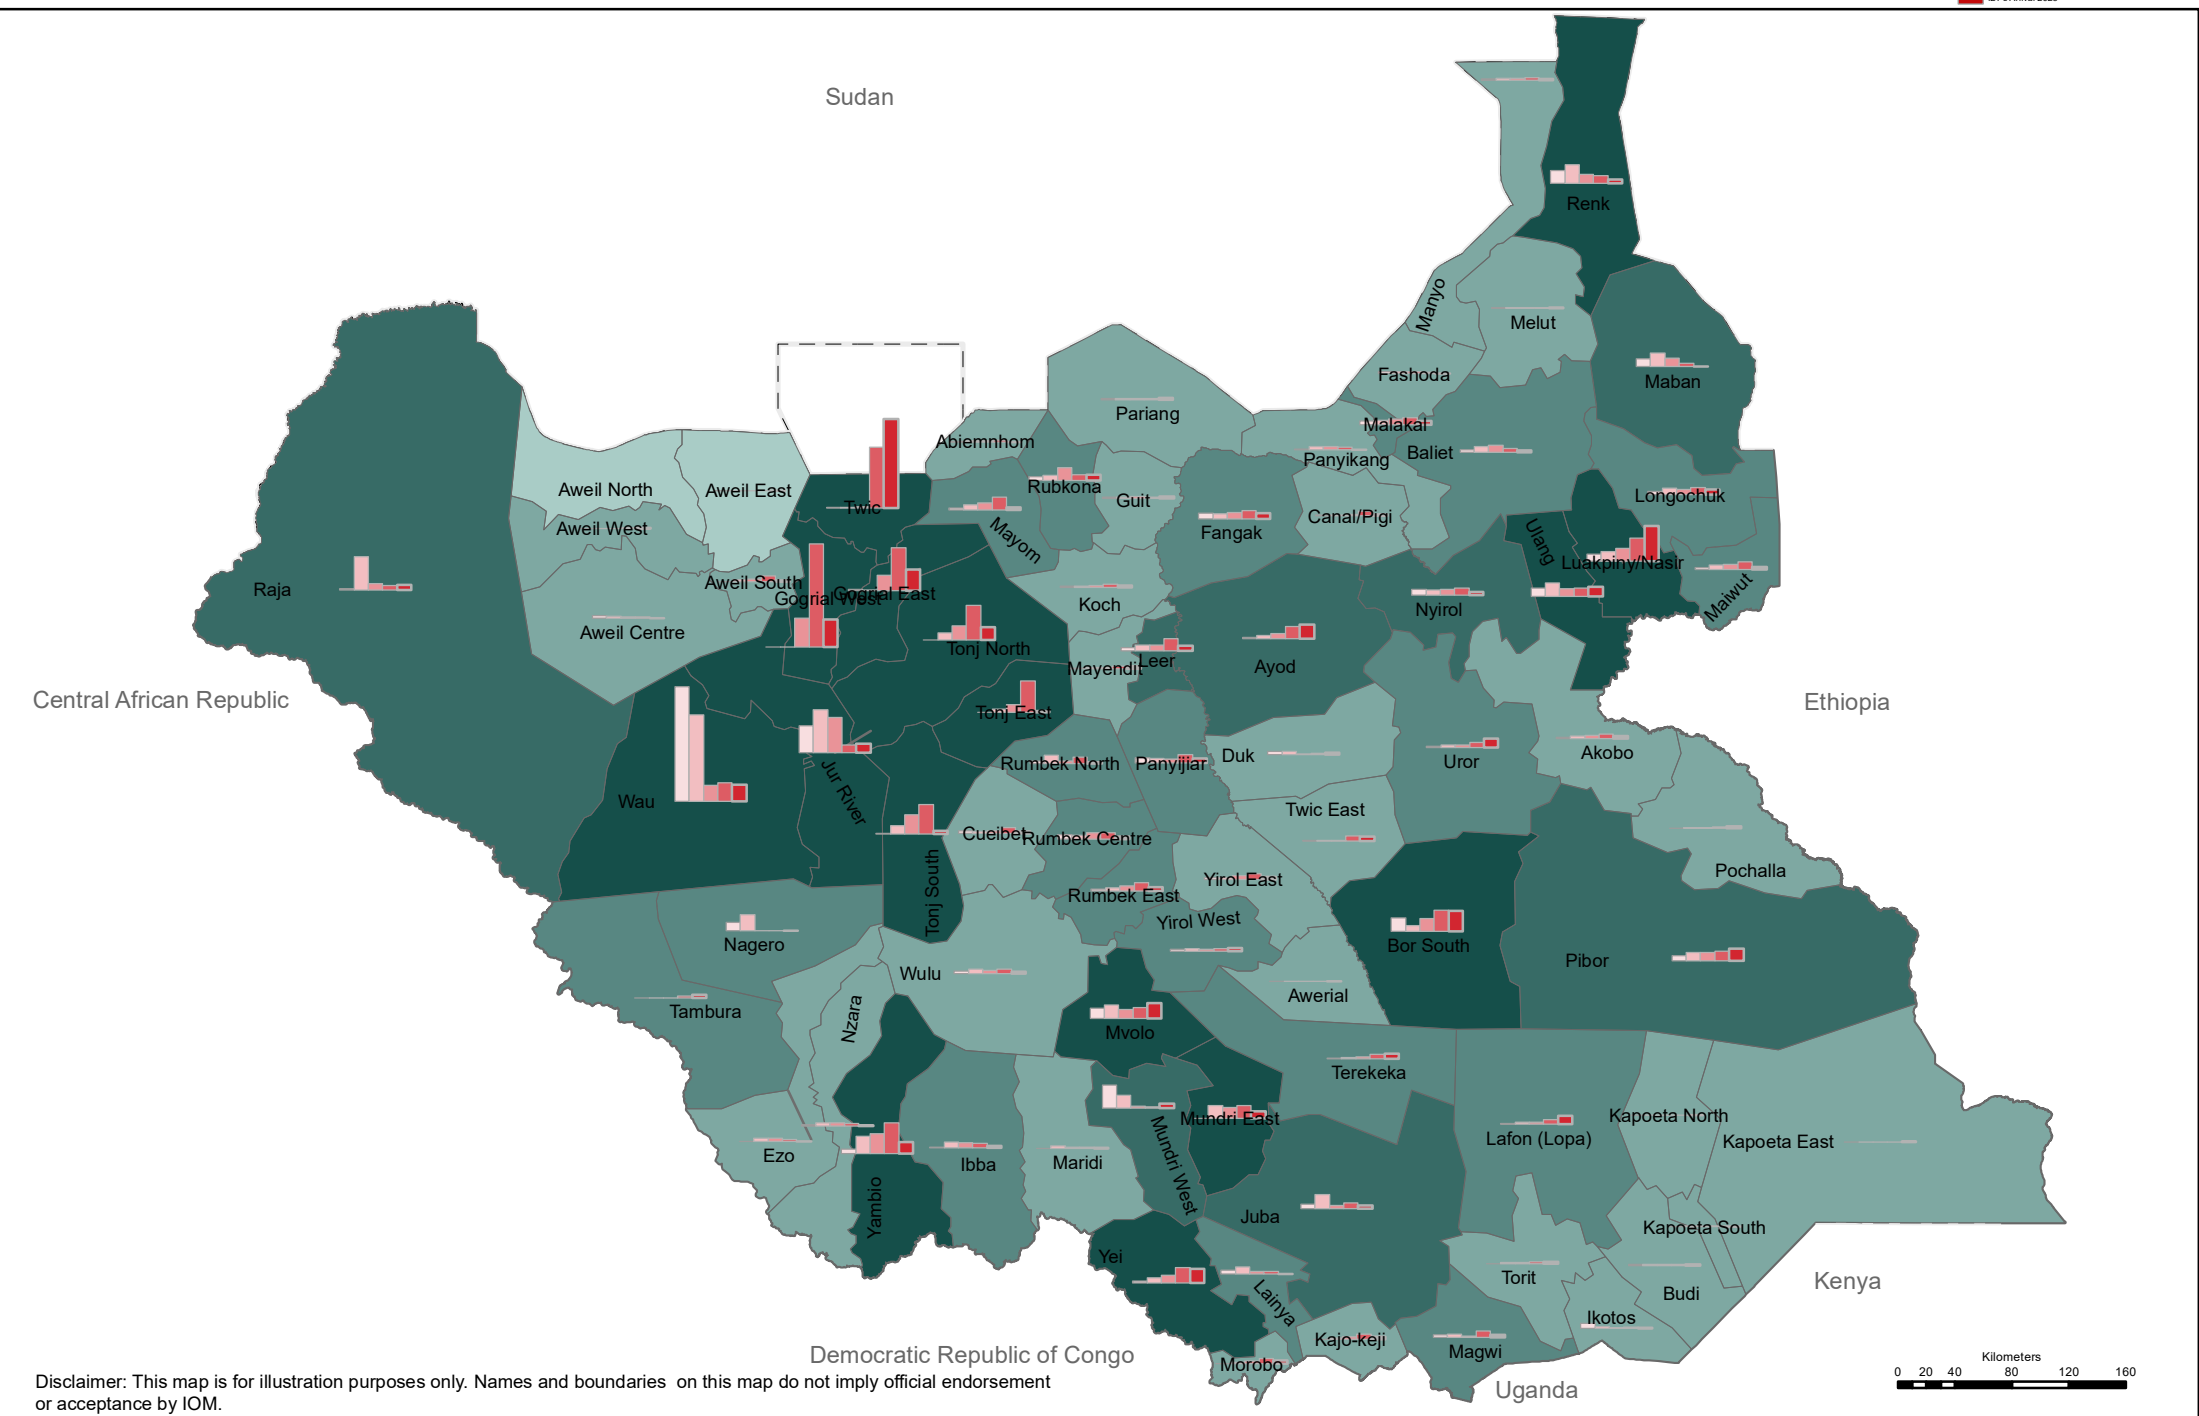 Sudan
Renk
Manyo
Melut
Fashoda
Maban
Pariang
Malakal
Abiemnhom
Panyikang
Baliet
Aweil North
Aweil East
Rubkona
Guit
Longochuk
Twic
Aweil West
Mayom
Fangak
Canal/Pigi
Ulang
Luakpiny/Nasir
Raja
Aweil South
Gogrial West
Gogrial East
Koch
Nyirol
Maiwut
Aweil Centre
Tonj North
Mayendit
Leer
Ayod
Central African Republic
Ethiopia
Tonj East
Rumbek North
Panyijiar
Duk
Uror
Akobo
Wau
Jur River
Twic East
Cueibet
Rumbek Centre
Pochalla
Tonj South
Rumbek East
Yirol East
Yirol West
Nagero
Bor South
Pibor
Wulu
Awerial
Tambura
Nzara
Mvolo
Terekeka
Mundri East
Kapoeta North
Lafon (Lopa)
Kapoeta East
Ezo
Ibba
Maridi
Mundri West
Yambio
Juba
Kapoeta South
Yei
Torit
Kenya
Budi
Lainya
Ikotos
Kajo-keji
Magwi
Democratic Republic of Congo
Morobo
Uganda
Kilometers
0 20 40 80 120 160
Disclaimer: This map is for illustration purposes only. Names and boundaries on this map do not imply official endorsement
or acceptance by IOM.